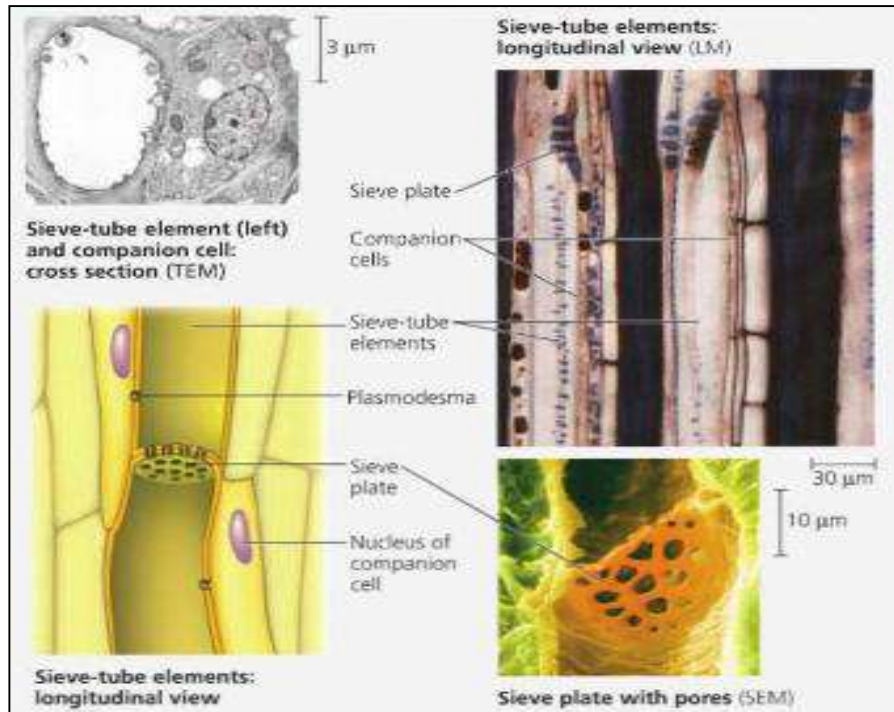 3 µm
Sieve-tube element (left)
and companion cell:
cross section (TEM)
Sieve-tube elements:
longitudinal view (LM)
Sieve plate
Companion
cells
Sieve-tube
elements
Plasmodesma
Sieve
plate
Nucleus of
companion
cell
30 µm
10 µm
Sieve-tube elements:
longitudinal view
Sieve plate with pores (SEM)